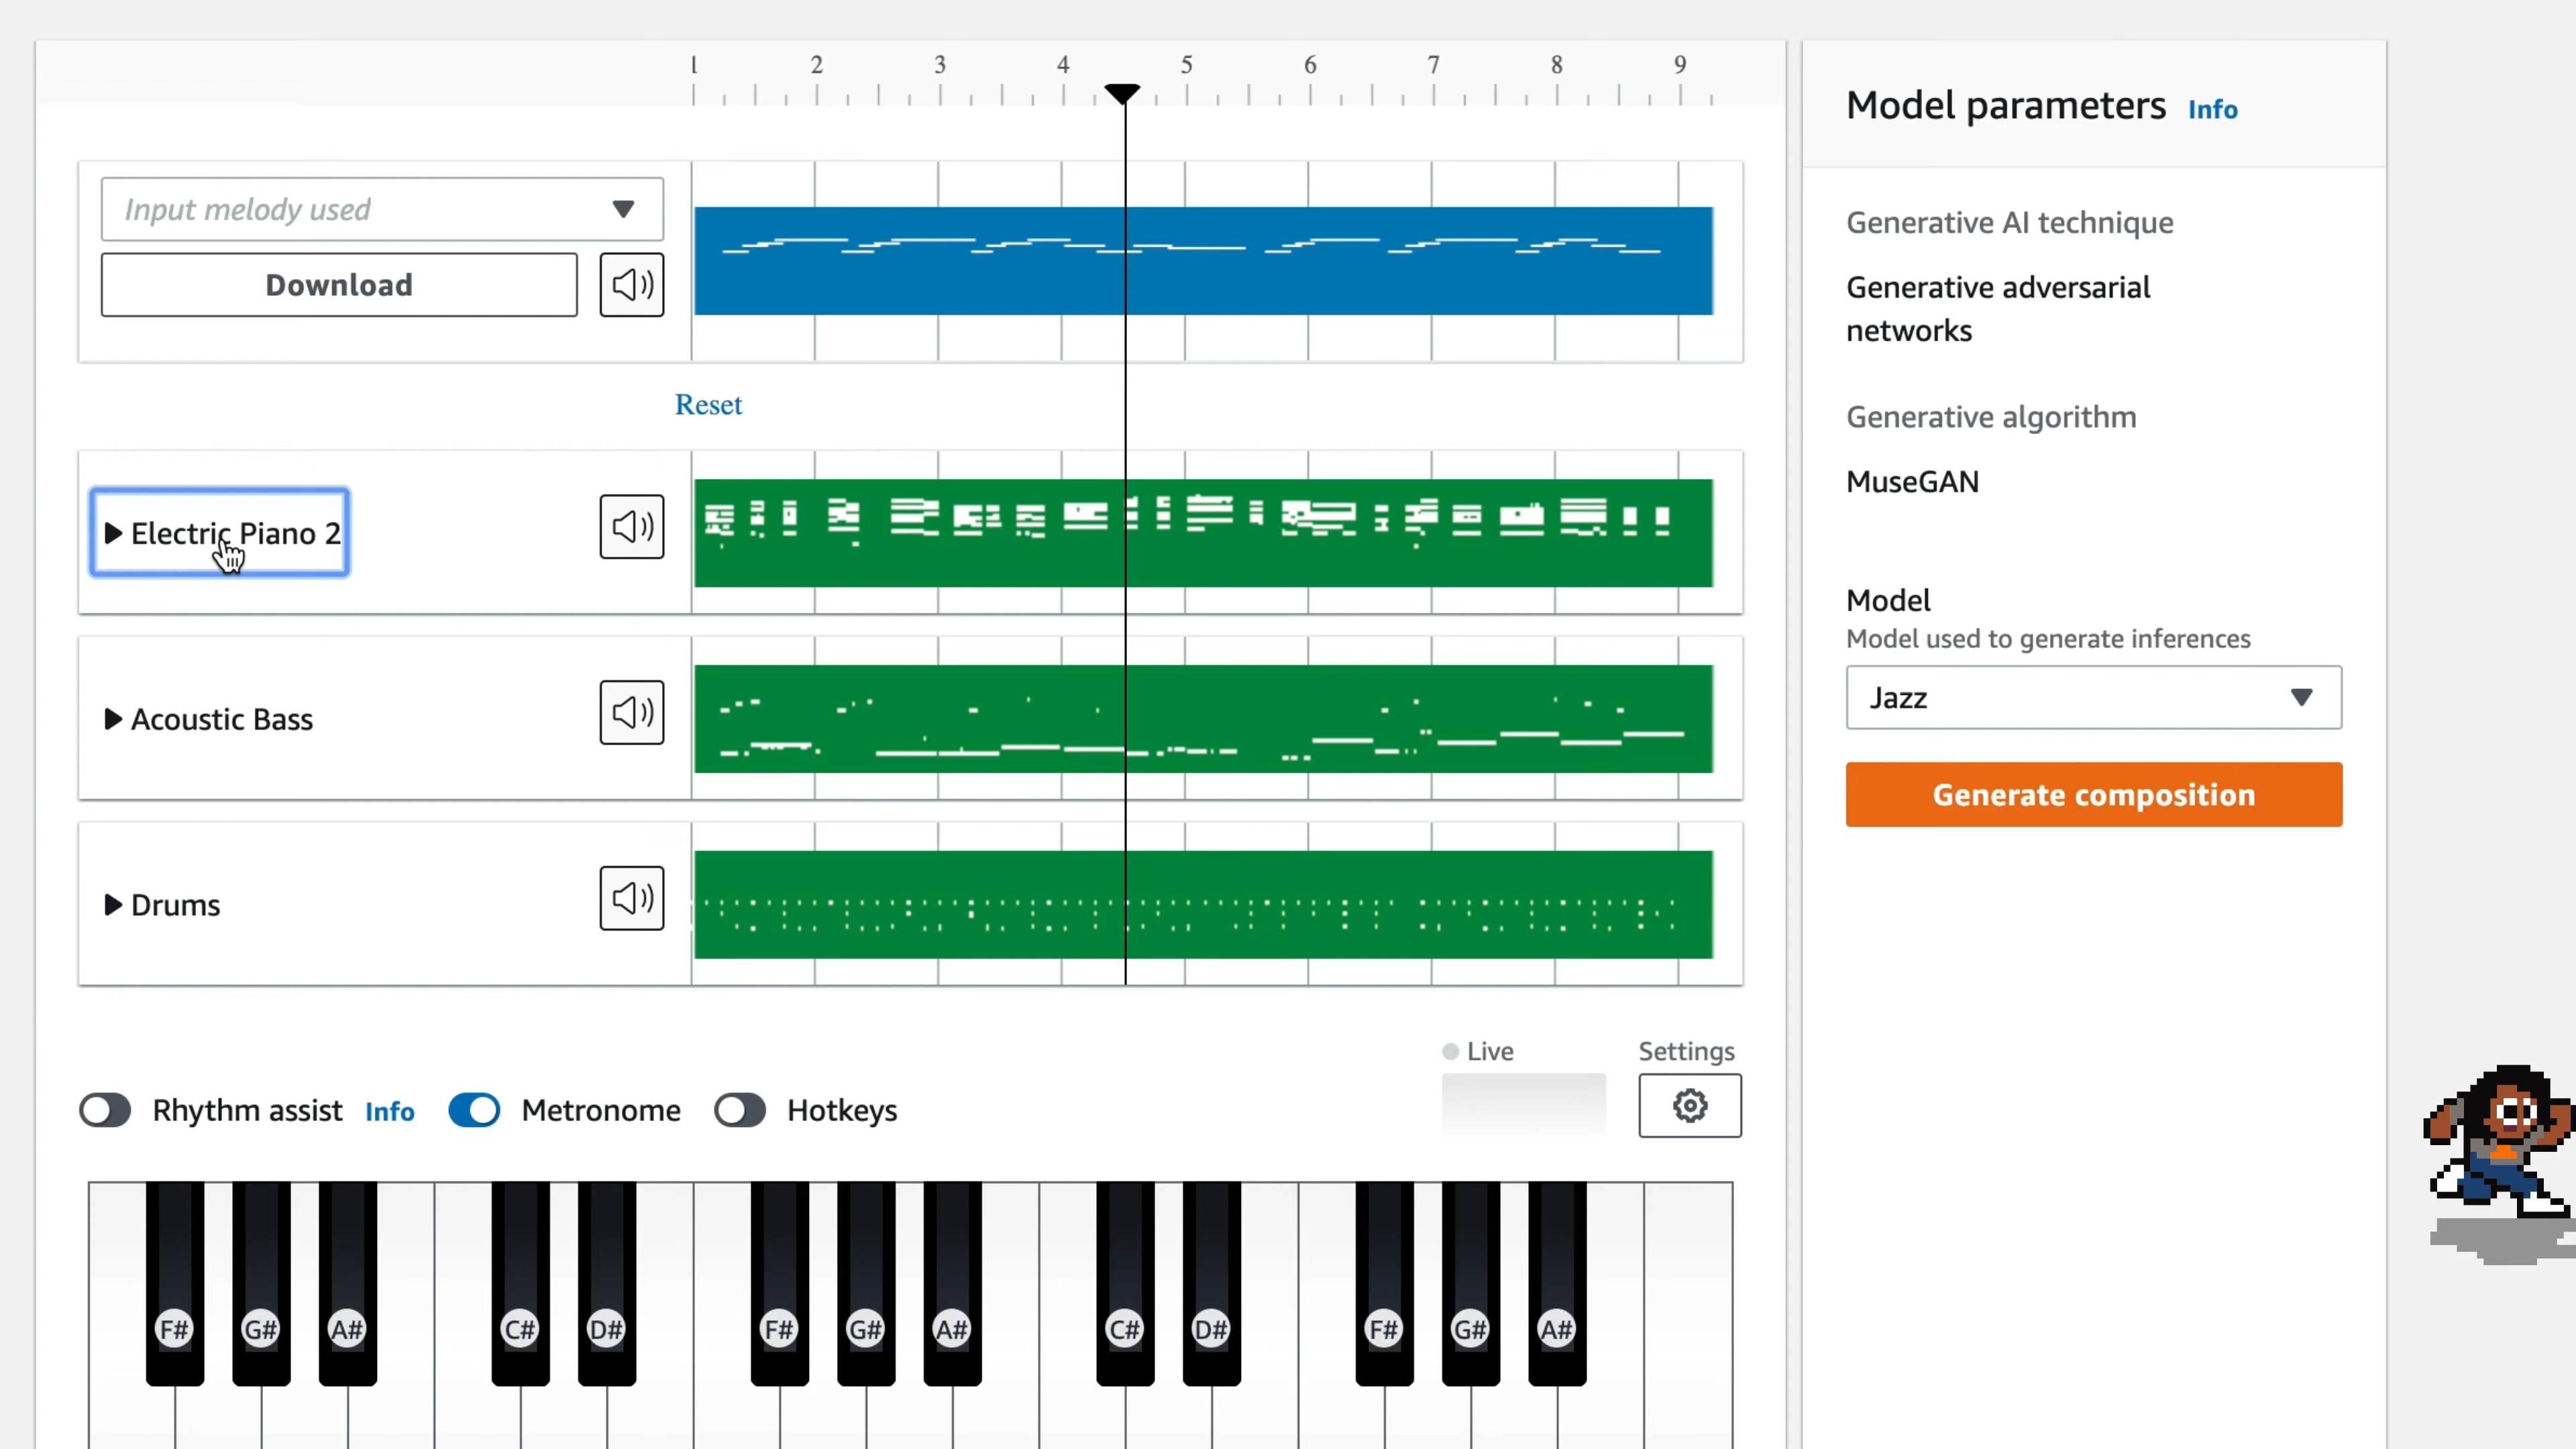 1 2 3 4 5 6 7 8 9
Model parameters Info
Input melody used
Download
Generative AI technique
Generative adversarial
networks
Reset
Generative algorithm
MuseGAN
Electric Piano 2
Model
Model used to generate inferences
Jazz
Acoustic Bass
Generate composition
Drums
Live
Settings
Rhythm assist Info Metronome Hotkeys
F# G# A# C# D# F# G# A# C# D# F# G# A#